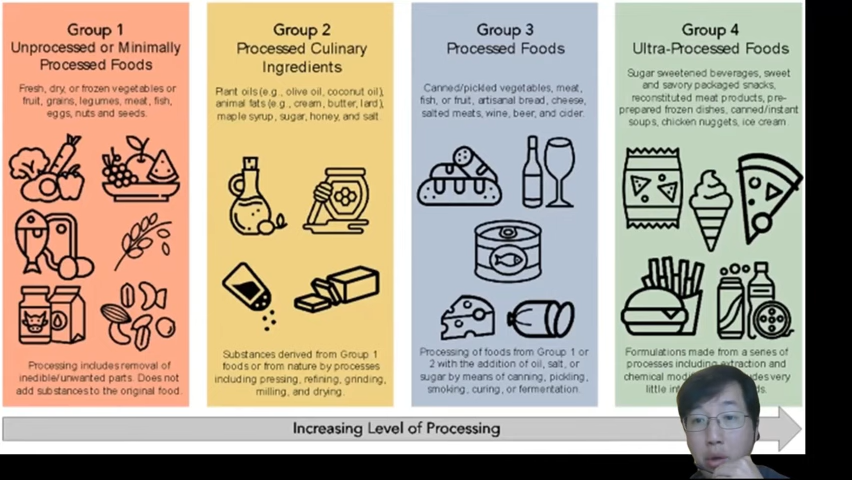 Group 1
Unprocessed or Minimally
Processed Foods
Fresh, dry, or frozen vegetables or
fruit, grains, legumes, meat, fish,
eggs, nuts and seeds.
Processing includes removal of
inedible/unwanted parts. Does not
add substances to the original food.
Group 2
Processed Culinary
Ingredients
Plant oils (e.g., olive oil, coconut oil),
animal fats (e.g., cream, butter, lard),
maple syrup, sugar, honey, and salt.
Substances derived from Group 1
foods or from nature by processes
including pressing, refining, grinding,
milling, and drying.
Group 3
Processed Foods
Canned/pickled vegetables, meat,
fish, or fruit, artisanal bread, cheese,
salted meats, wine, beer, and cider.
Processing of foods from Group 1 or
2 with the addition of oil, salt, or
sugar by means of canning, pickling,
smoking, curing, or fermentation.
Group 4
Ultra-Processed Foods
Sugar sweetened beverages, sweet
and savory packaged snacks,
reconstituted meat products, pre-
prepared frozen dishes, canned/instant
soups, chicken nuggets, ice cream
Formulations made from a series of
processes including extraction and
chemical very
little
Increasing Level of Processing